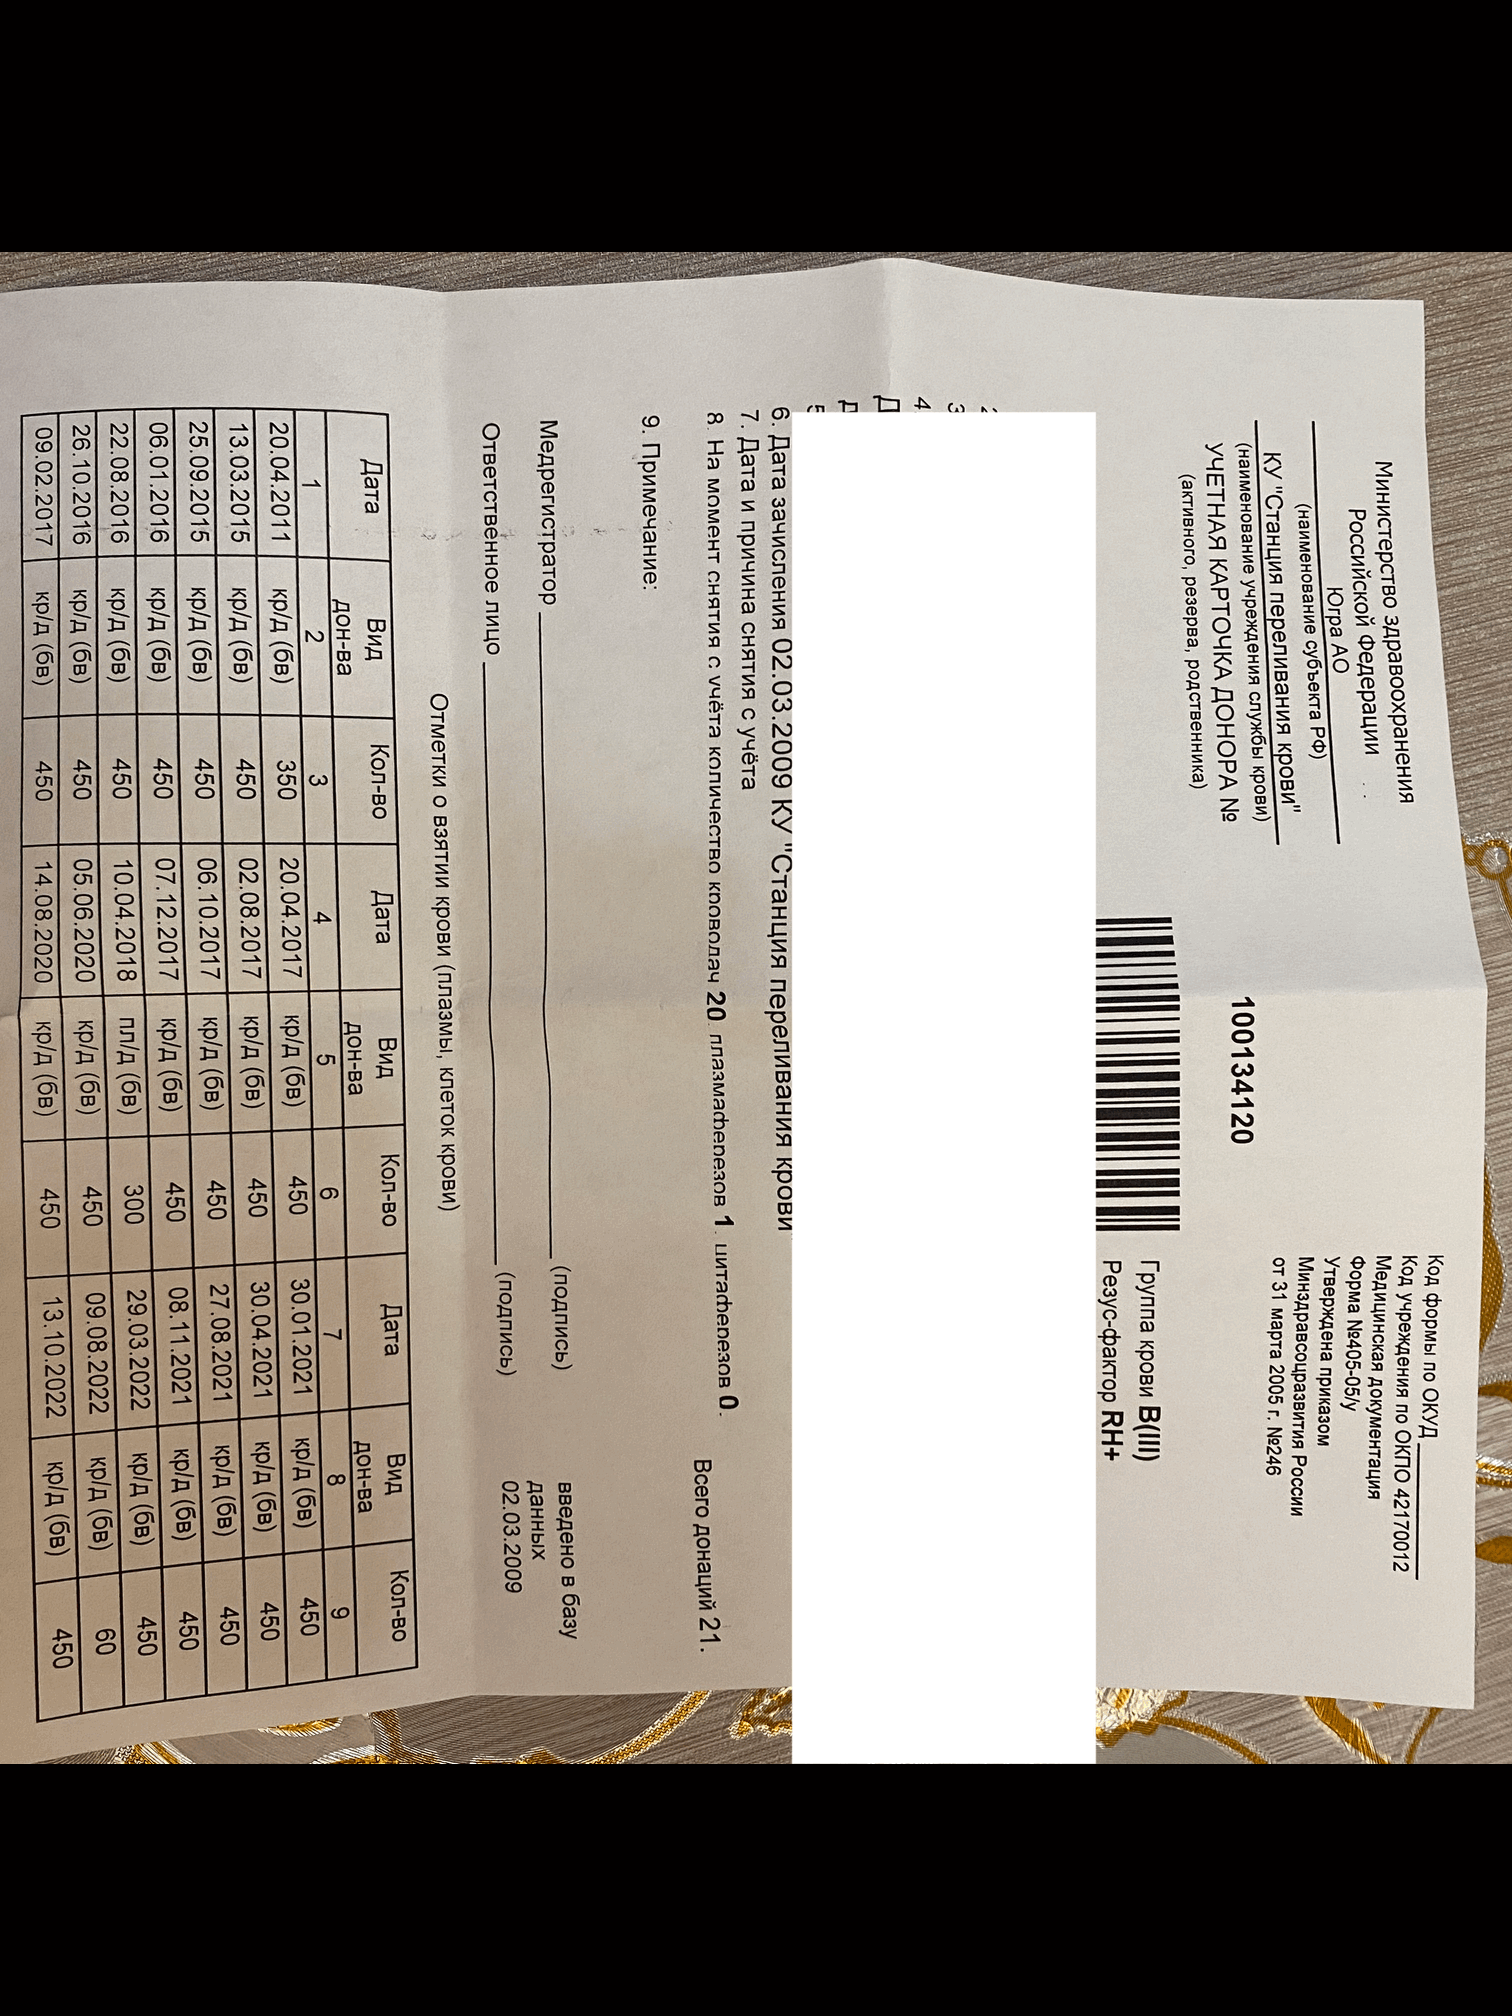 Министерство здравоохранения
Российской Федерации
Югра АО
(наименование субъекта РФ)
КУ "Станция переливания крови"
(наименование учреждения службы крови)
УЧЕТНАЯ КАРТОЧКА ДОНОРА №
(активного, резерва, родственника)
100134120
Код формы по ОКУД
Код учреждения по ОКПО 42170012
Медицинская документация
Форма №405-05/у
Утверждена приказом
Минздравсоцразвития России
от 31 марта 2005 г. №246
Группа крови B(III)
Резус-фактор RH+
4
6. Дата зачисления 02.03.2009 КУ "Станция переливания крови
7. Дата и причина снятия с учёта
8. На момент снятия с учёта количество кроводач 20, плазмаферезов 1, цитаферезов 0.
Всего донаций 21.
9. Примечание:
Медрегистратор (подпись)
Ответственное лицо (подпись)
введено в базу
данных
02.03.2009
Отметки о взятии крови (плазмы, клеток крови)
Дата Вид дон-ва Кол-во Дата Вид дон-ва Кол-во Дата Вид дон-ва Кол-во
1 2 3 4 5 6 7 8 9
20.04.2011 кр/д (бв) 350 20.04.2017 кр/д (бв) 450 30.01.2021 кр/д (бв) 450
13.03.2015 кр/д (бв) 450 02.08.2017 кр/д (бв) 450 30.04.2021 кр/д (бв) 450
25.09.2015 кр/д (бв) 450 06.10.2017 кр/д (бв) 450 27.08.2021 кр/д (бв) 450
06.01.2016 кр/д (бв) 450 07.12.2017 кр/д (бв) 450 08.11.2021 кр/д (бв) 450
22.08.2016 кр/д (бв) 450 10.04.2018 пл/д (бв) 300 29.03.2022 кр/д (бв) 450
26.10.2016 кр/д (бв) 450 05.06.2020 кр/д (бв) 450 09.08.2022 кр/д (бв) 60
09.02.2017 кр/д (бв) 450 14.08.2020 кр/д (бв) 450 13.10.2022 кр/д (бв) 450